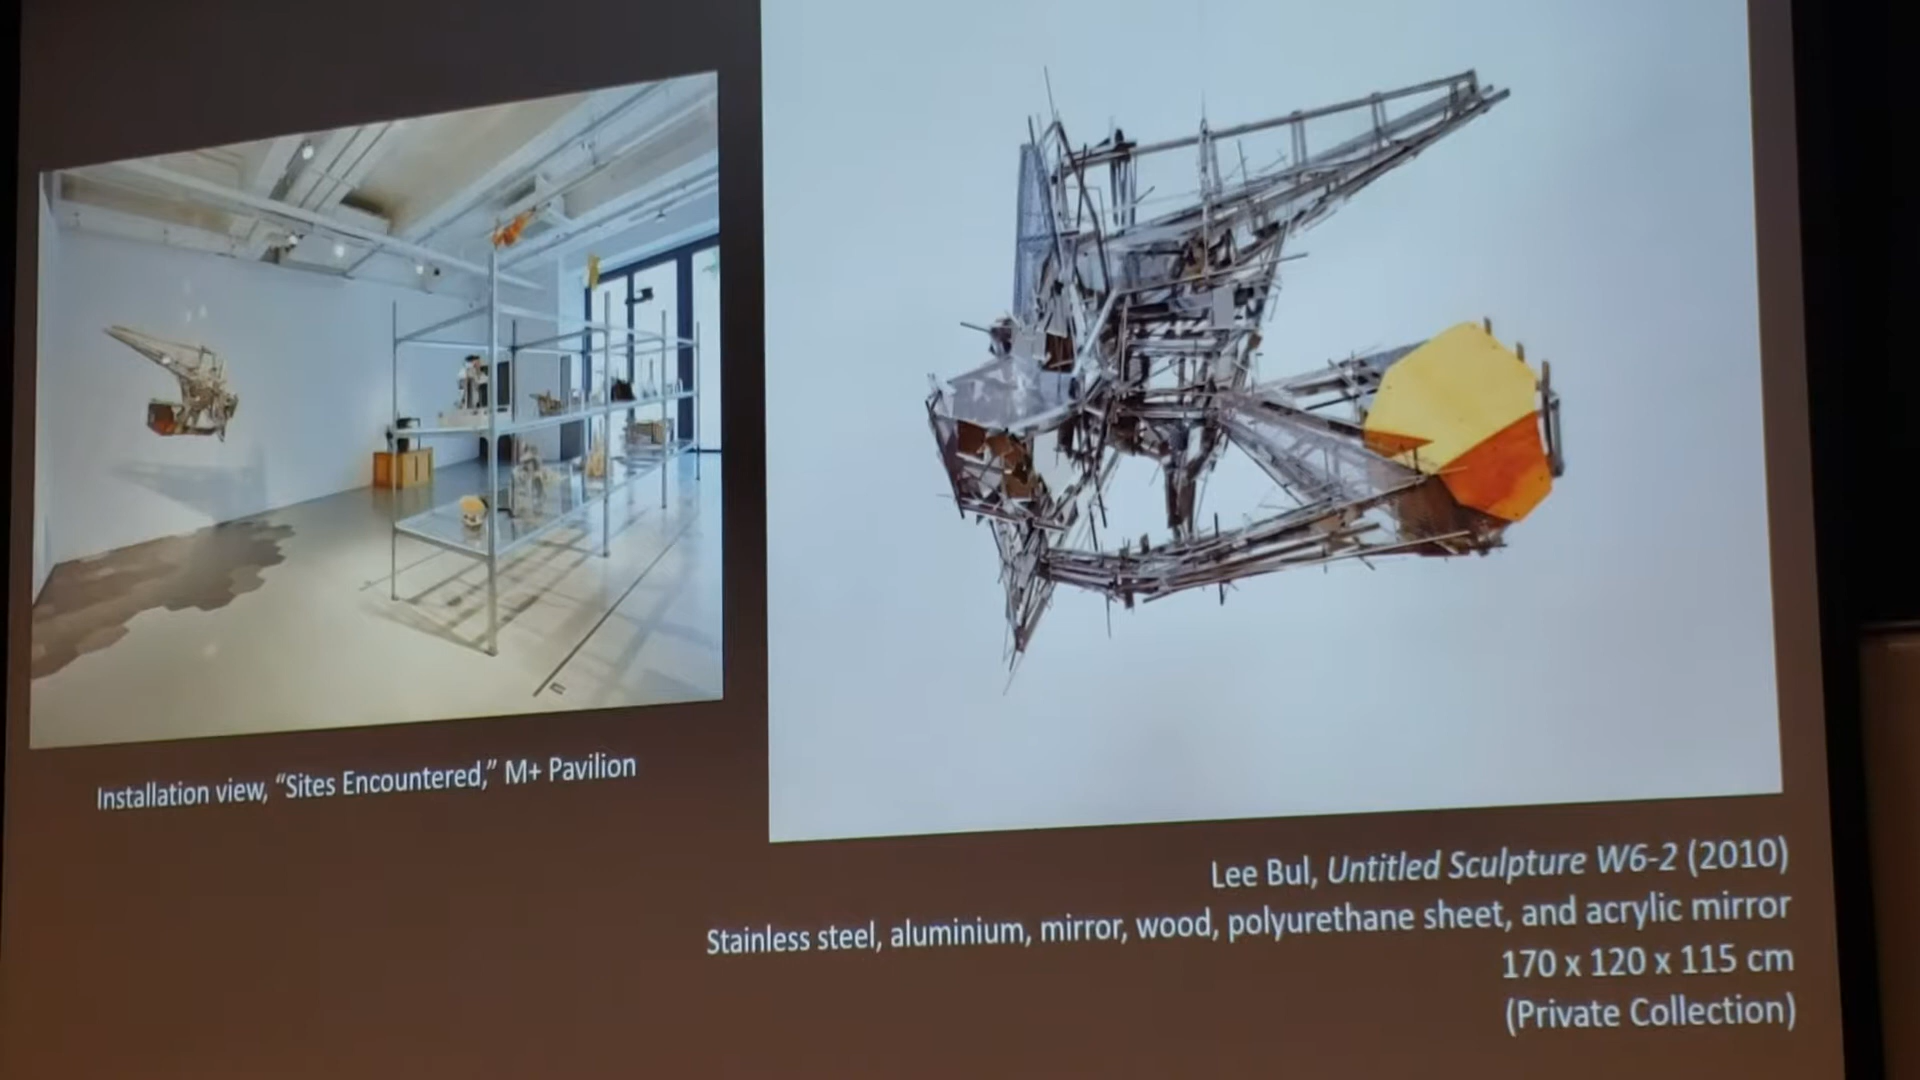 Installation view, “Sites Encountered,” M+ Pavilion
Lee Bul, Untitled Sculpture W6-2 (2010)
Stainless steel, aluminium, mirror, wood, polyurethane sheet, and acrylic mirror
170 x 120 x 115 cm
(Private Collection)